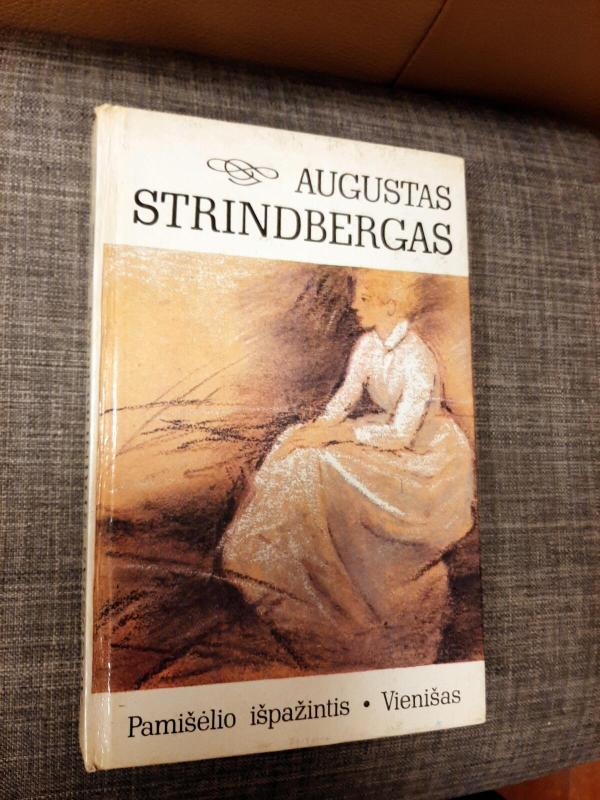 AUGUSTAS
STRINDBERGAS
Pamišėlio išpažintis • Vienišas